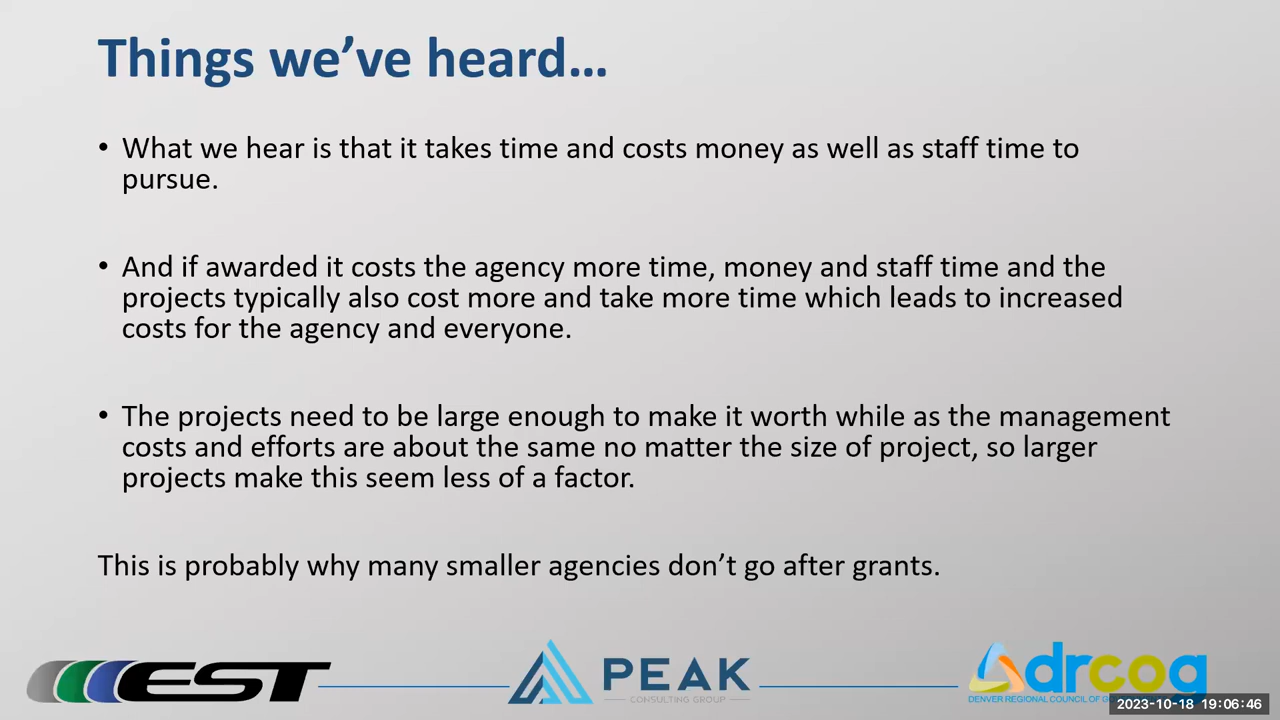 Things we’ve heard…
• What we hear is that it takes time and costs money as well as staff time to
pursue.
• And if awarded it costs the agency more time, money and staff time and the
projects typically also cost more and take more time which leads to increased
costs for the agency and everyone.
• The projects need to be large enough to make it worth while as the management
costs and efforts are about the same no matter the size of project, so larger
projects make this seem less of a factor.
This is probably why many smaller agencies don’t go after grants.
EST
PEAK
CONSULTING GROUP
drcog
DENVER REGIONAL COUNCIL OF
2023-10-18 19:06:46